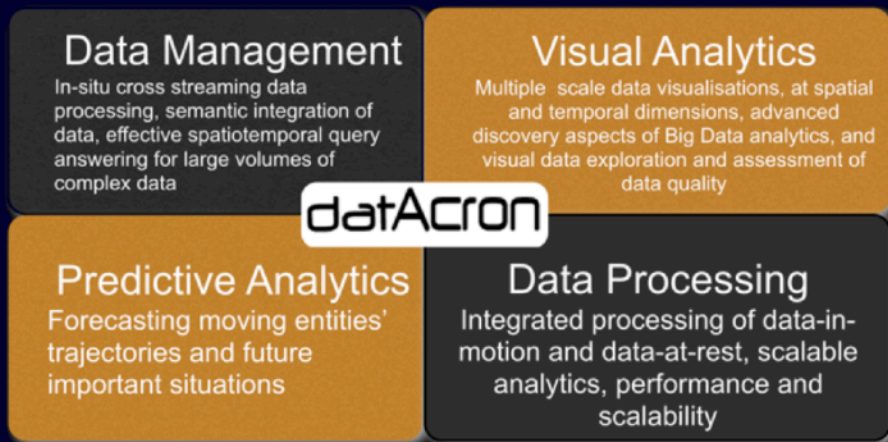 Data Management
In-situ cross streaming data
processing, semantic integration of
data, effective spatiotemporal query
answering for large volumes of
complex data
Visual Analytics
Multiple scale data visualisations, at spatial
and temporal dimensions, advanced
discovery aspects of Big Data analytics, and
visual data exploration and assessment of
data quality
datAcron
Predictive Analytics
Forecasting moving entities’
trajectories and future
important situations
Data Processing
Integrated processing of data-in-
motion and data-at-rest, scalable
analytics, performance and
scalability